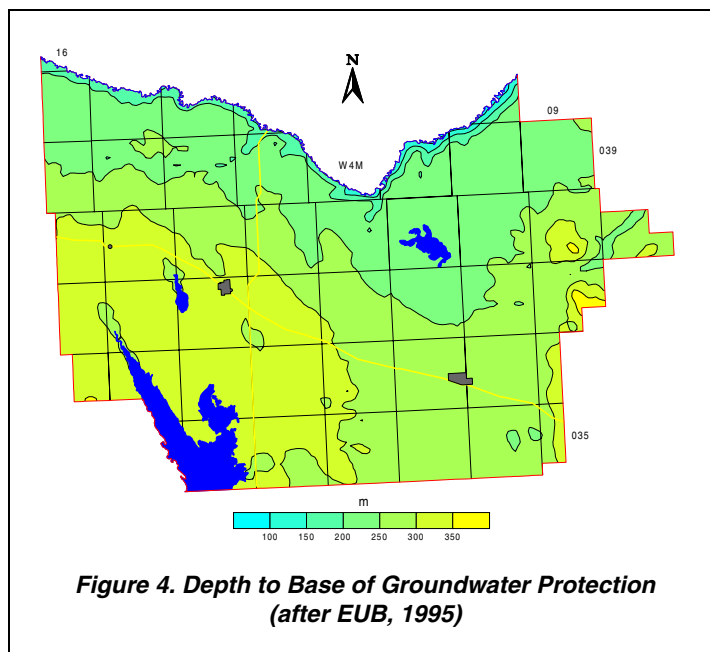 16
N
09
039
W4M
035
m
100 150 200 250 300 350
Figure 4. Depth to Base of Groundwater Protection
(after EUB, 1995)